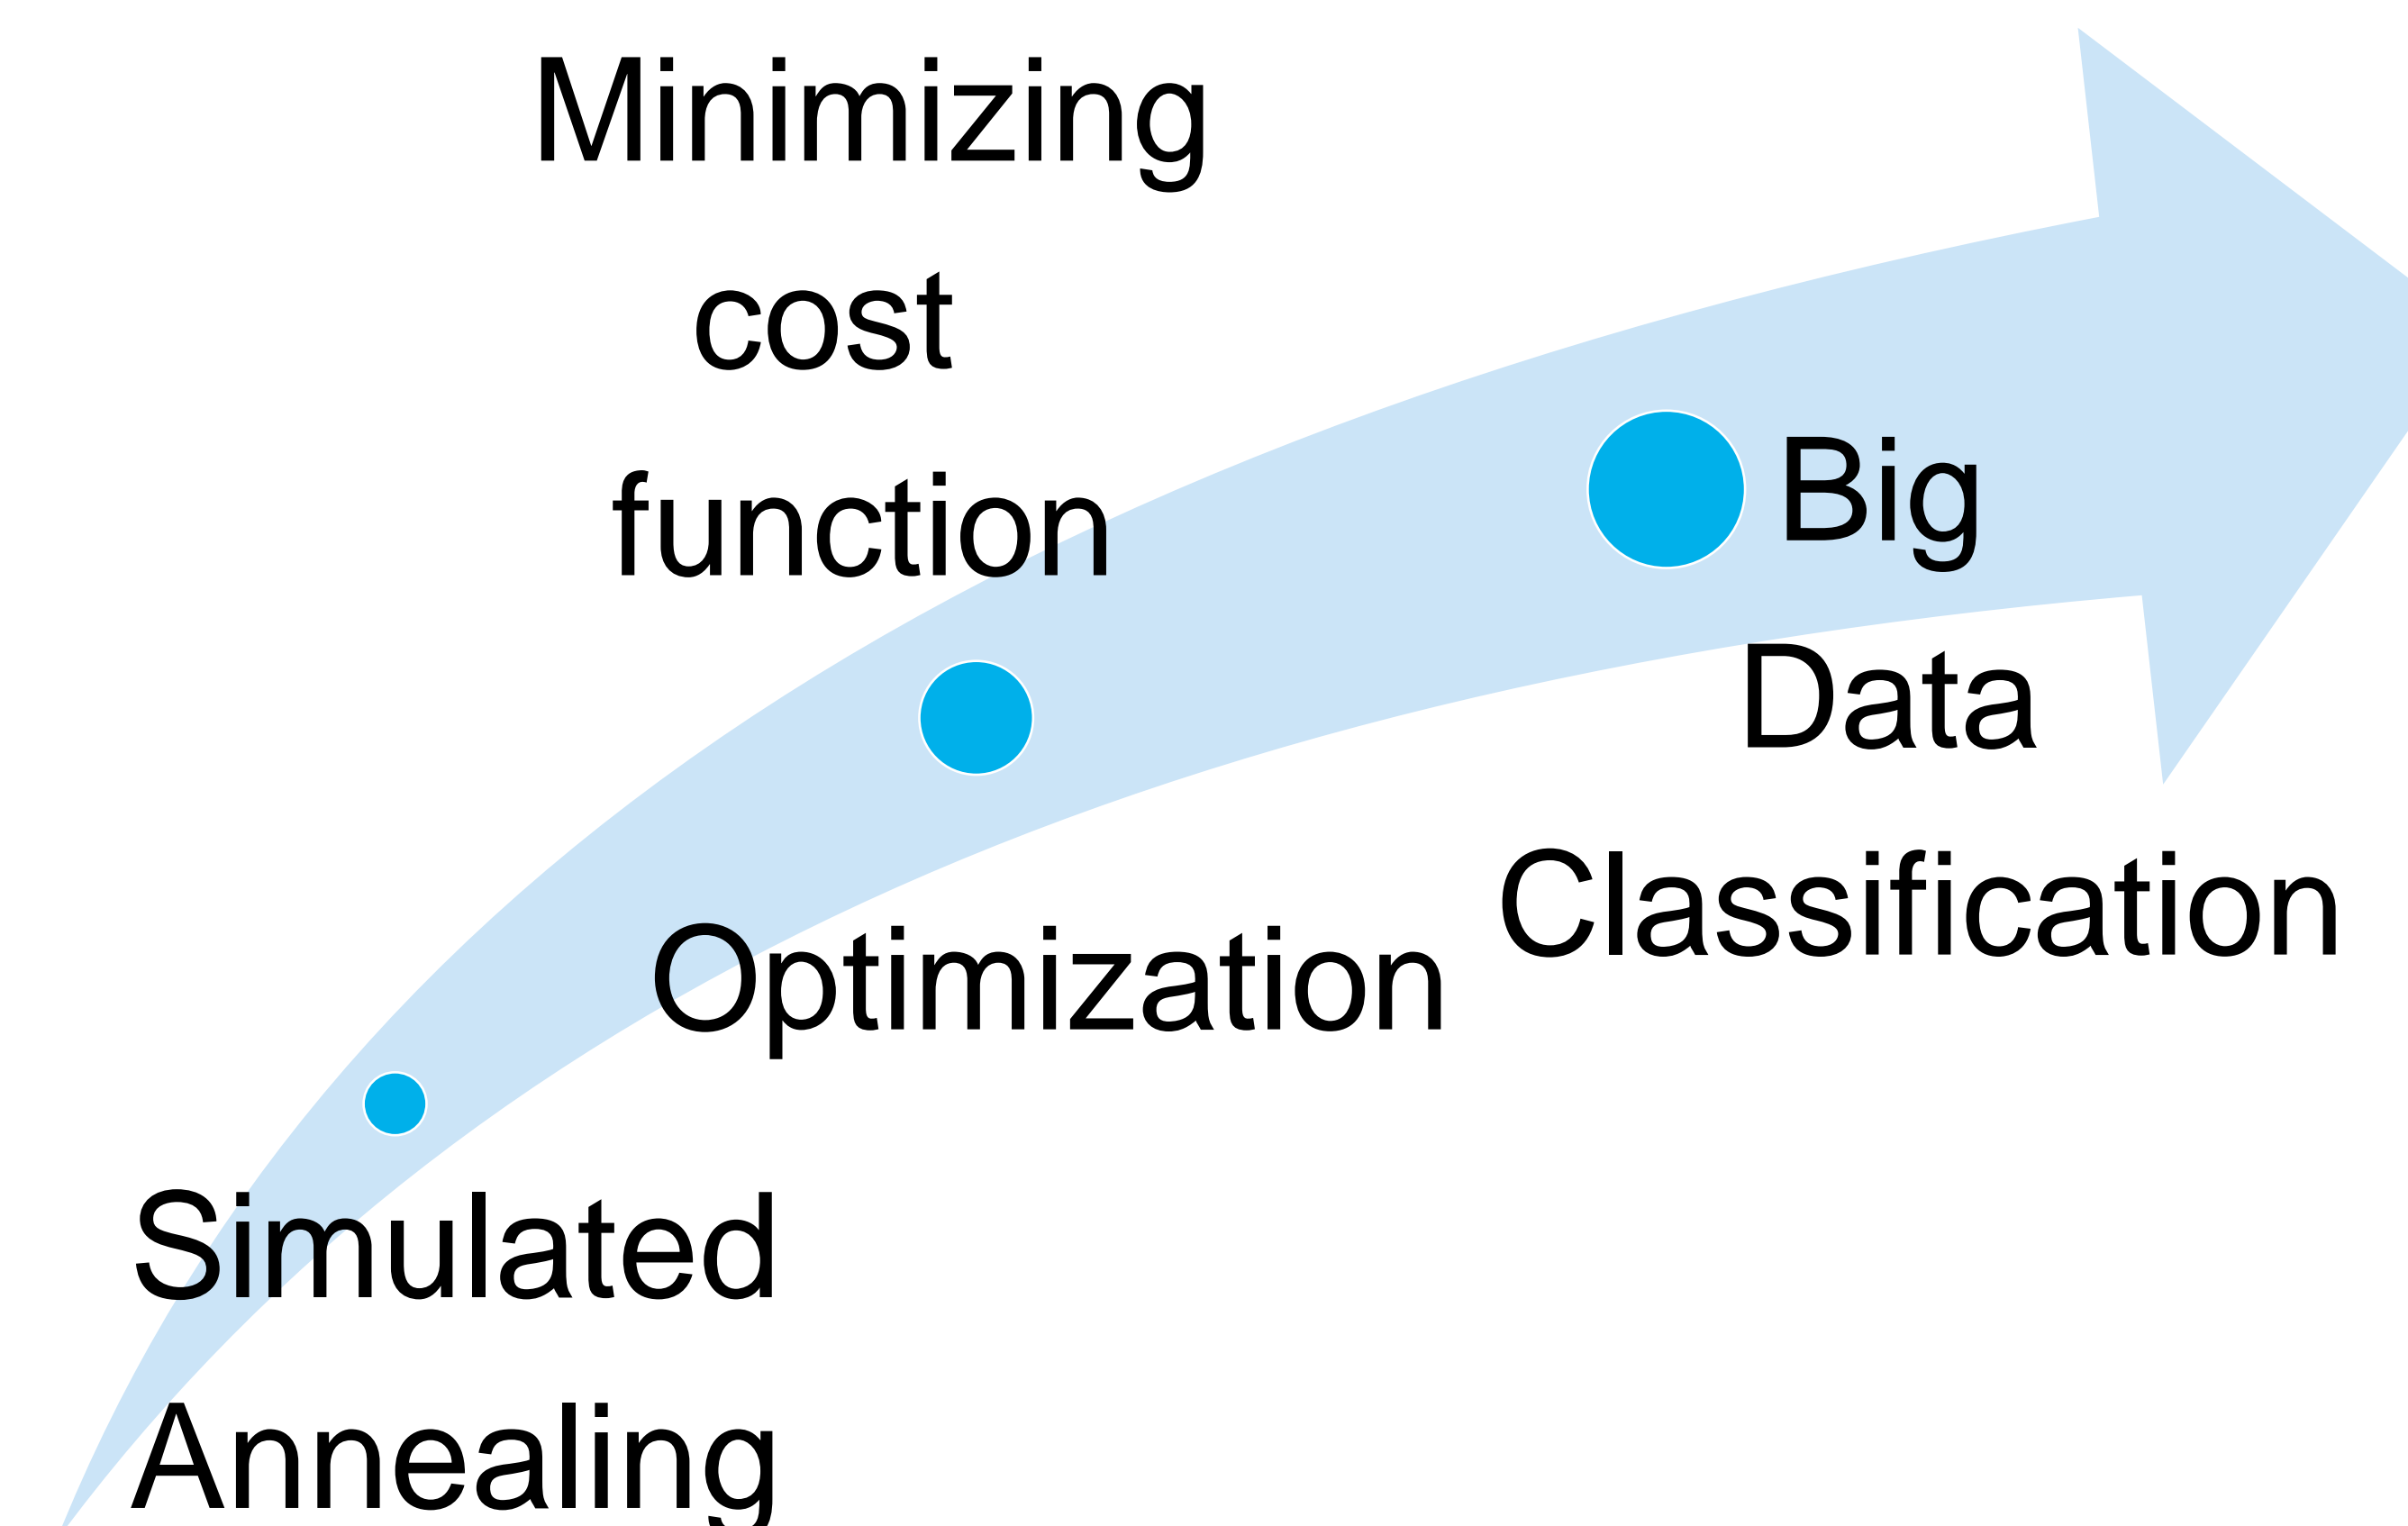 Minimizing
cost
function
Big
Data
Classification
Optimization
Simulated
Annealing